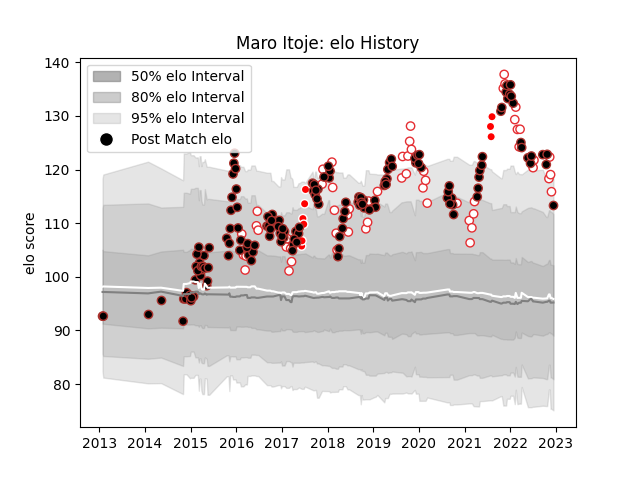 Maro Itoje: elo History
50% elo Interval
80% elo Interval
95% elo Interval
Post Match elo
elo score
140
130
120
110
100
90
80
2013 2014 2015 2016 2017 2018 2019 2020 2021 2022 2023